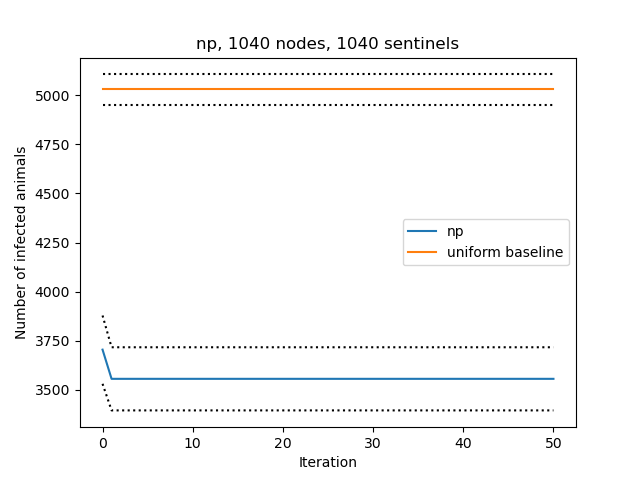 np, 1040 nodes, 1040 sentinels
Number of infected animals
5000
4750
4500
4250
4000
3750
3500
np
uniform baseline
0 10 20 30 40 50
Iteration